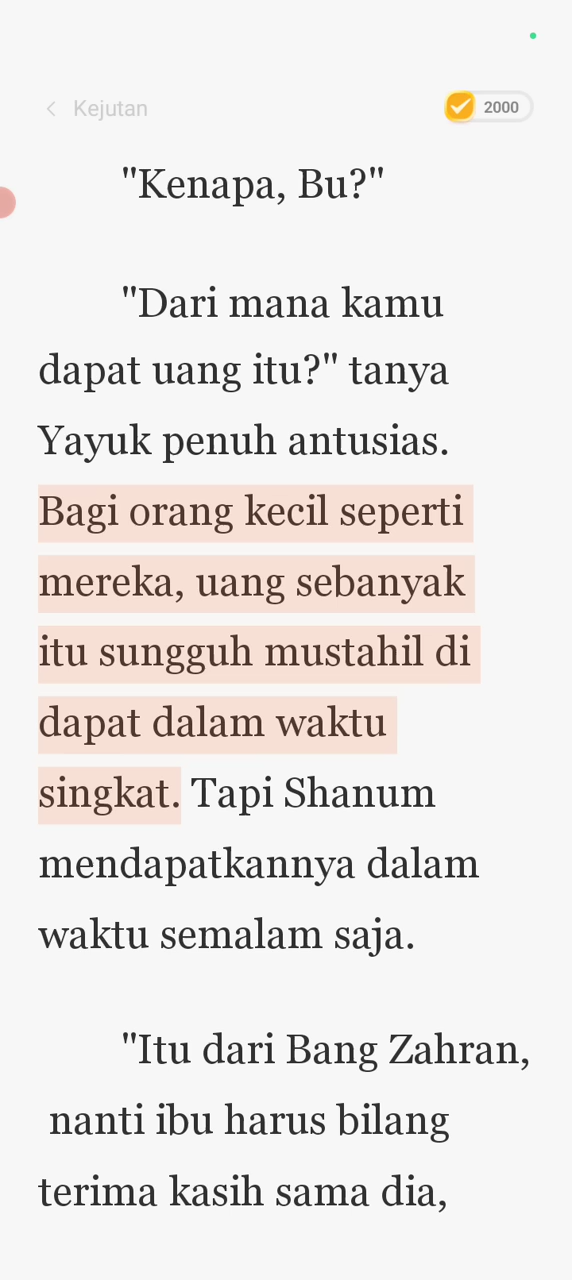 Kejutan
2000
"Kenapa, Bu?"
"Dari mana kamu
dapat uang itu?" tanya
Yayuk penuh antusias.
Bagi orang kecil seperti
mereka, uang sebanyak
itu sungguh mustahil di
dapat dalam waktu
singkat. Tapi Shanum
mendapatkannya dalam
waktu semalam saja.
"Itu dari Bang Zahran,
nanti ibu harus bilang
terima kasih sama dia,